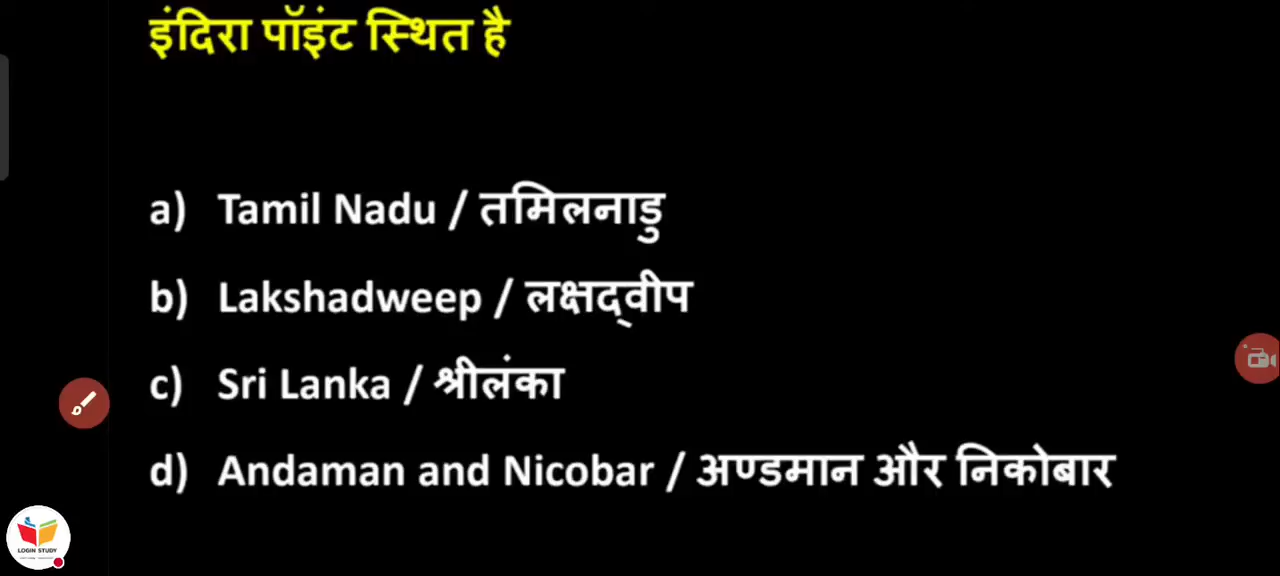 इंदिरा पॉइंट स्थित है
a) Tamil Nadu / तमिलनाडु
b) Lakshadweep / लक्षद्वीप
c) Sri Lanka / श्रीलंका
d) Andaman and Nicobar / अण्डमान और निकोबार
LOGIN STUDY